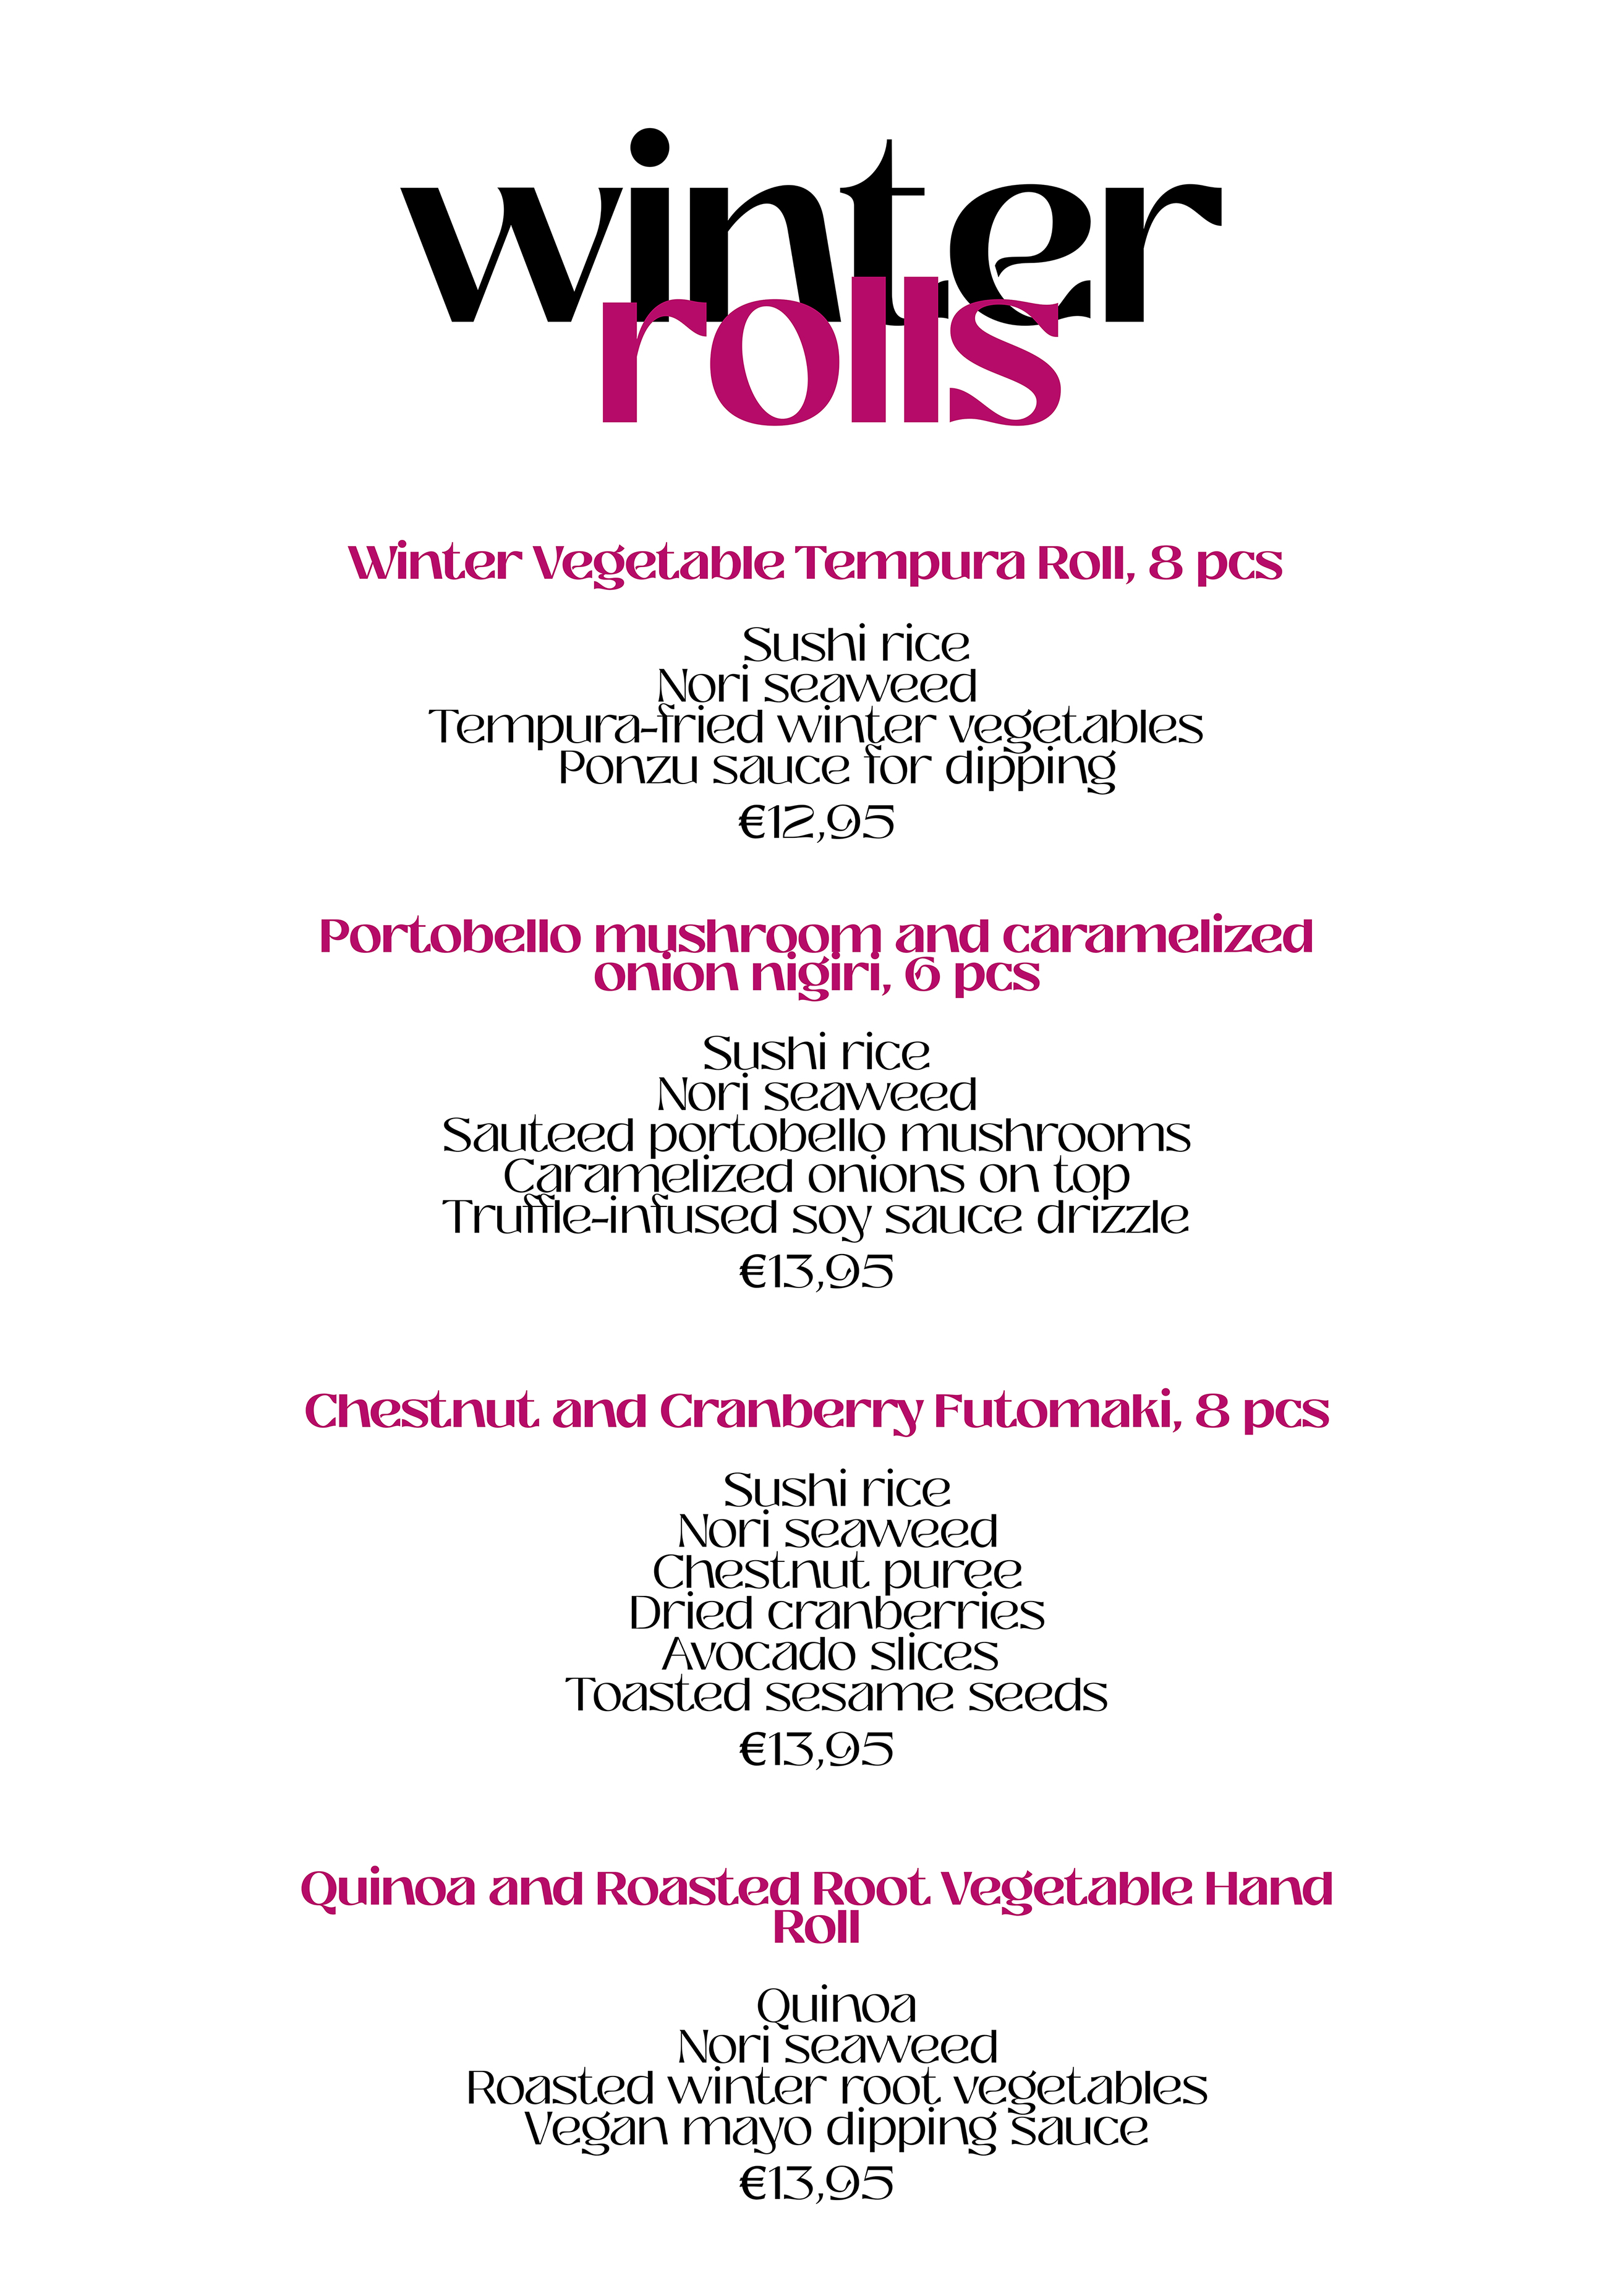 winter
rolls
Winter Vegetable Tempura Roll, 8 pcs
Sushi rice
Nori seaweed
Tempura-fried winter vegetables
Ponzu sauce for dipping
€12,95
Portobello mushroom and caramelized
onion nigiri, 6 pcs
Sushi rice
Nori seaweed
Sauteed portobello mushrooms
Caramelized onions on top
Truffle-infused soy sauce drizzle
€13,95
Chestnut and Cranberry Futomaki, 8 pcs
Sushi rice
Nori seaweed
Chestnut puree
Dried cranberries
Avocado slices
Toasted sesame seeds
€13,95
Quinoa and Roasted Root Vegetable Hand
Roll
Quinoa
Nori seaweed
Roasted winter root vegetables
Vegan mayo dipping sauce
€13,95